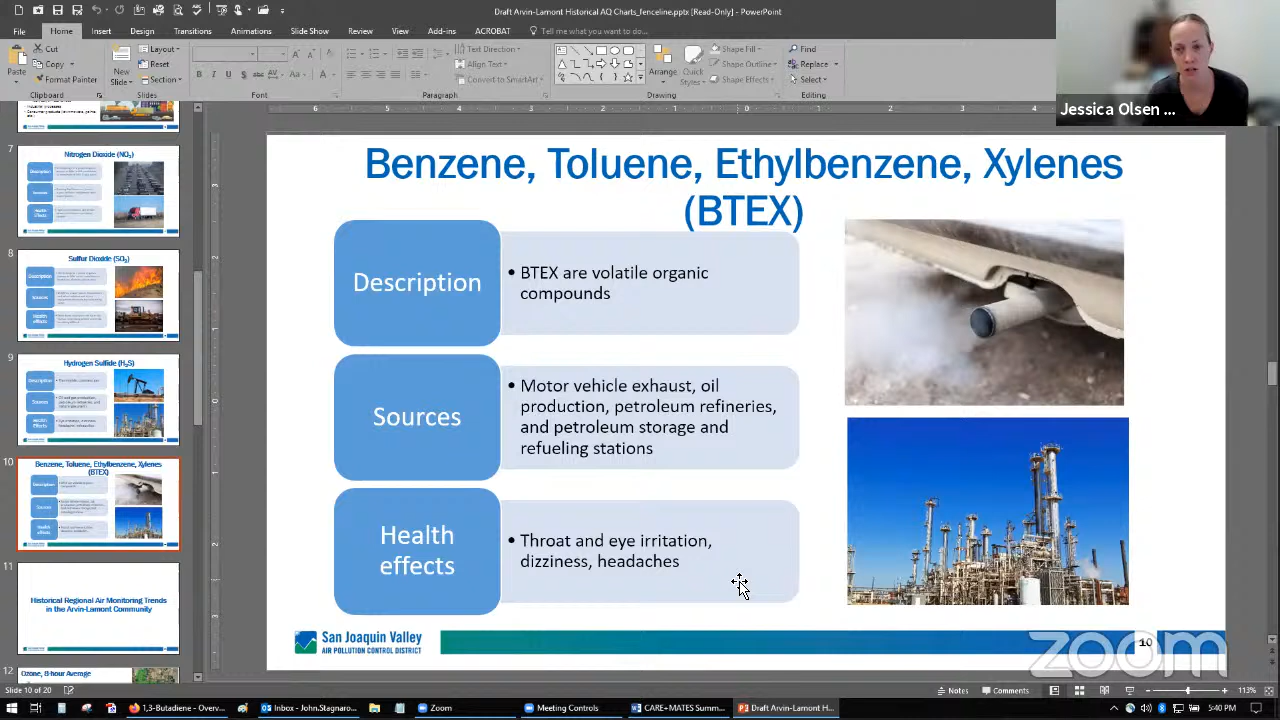 Draft Arvin-Lamont Historical AQ Charts_fenceline.pptx [Read-Only] - PowerPoint
File
Home
Insert
Design
Transitions
Animations
Slide Show
Review
View
Add-ins
ACROBAT
Tell me what you want to do...
Paste
Cut
Copy
Format Painter
Clipboard
New
Slide
Layout
Reset
Section
Slides
Font
Text Direction
Align Text
Convert to SmartArt
Paragraph
Arrange
Quick
Shape Fill
Shape Outline
Shape Effects
Drawing
Find
Replace
Select
Editing
Jessica Olsen ...
7
Nitrogen Dioxide (NO₂)
Description
Sources
Health
Effects
8
Sulfur Dioxide (SO₂)
Description
Sources
Health
effects
9
Hydrogen Sulfide (H₂S)
Description
Sources
Health
Effects
10
Benzene, Toluene, Ethylbenzene, Xylenes
(BTEX)
Description
Sources
Health
effects
11
Historical Regional Air Monitoring Trends
in the Arvin-Lamont Community
12
Ozone, 8-hour Average
Benzene, Toluene, Ethylbenzene, Xylenes
(BTEX)
Description
• BTEX are volatile organic
compounds
Sources
• Motor vehicle exhaust, oil
production, petroleum refineries,
and petroleum storage and
refueling stations
Health
effects
• Throat and eye irritation,
dizziness, headaches
San Joaquin Valley
AIR POLLUTION CONTROL DISTRICT
10
zoom
Slide 10 of 20
Notes
Comments
113%
1,3-Butadiene - Overv...
Inbox - John.Stagnaro...
Zoom
Meeting Controls
CARE+MATES Summ...
Draft Arvin-Lamont H...
5:40 PM